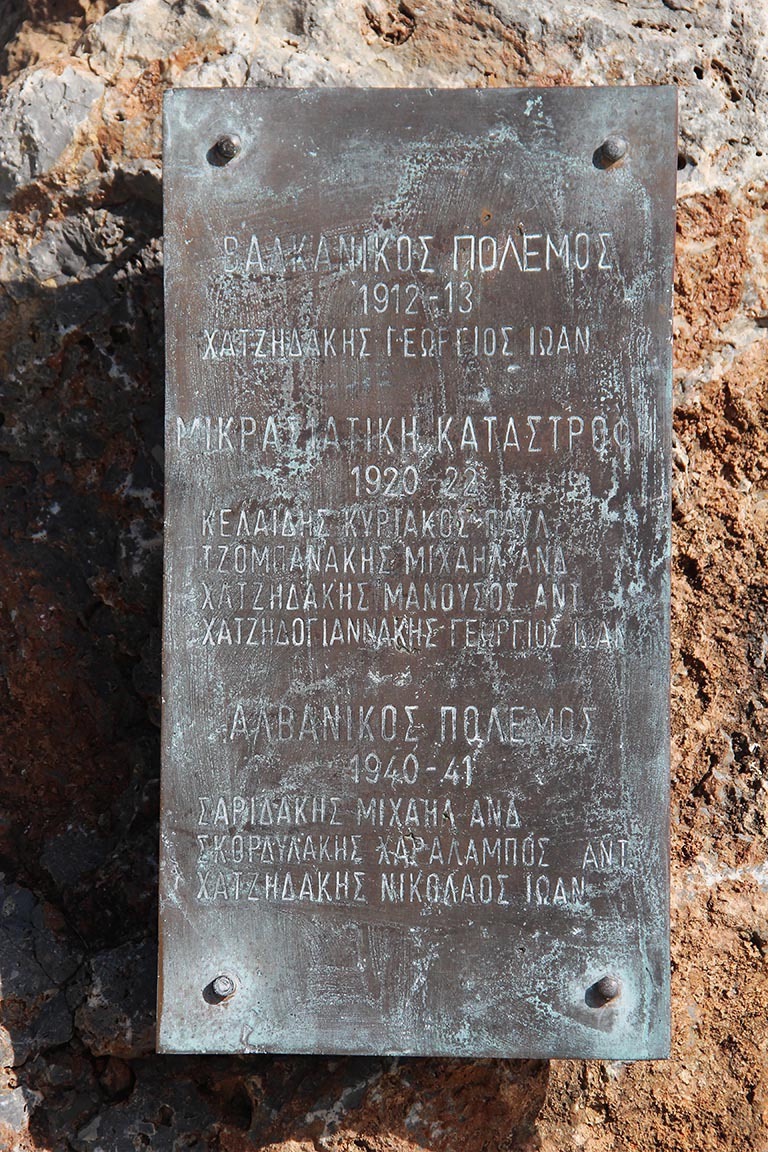 ΒΑΛΚΑΝΙΚΟΣ ΠΟΛΕΜΟΣ
1912-13
ΧΑΤΖΗΔΑΚΗΣ ΓΕΩΡΓΙΟΣ ΙΩΑΝ
ΜΙΚΡΑΣΙΑΤΙΚΗ ΚΑΤΑΣΤΡΟΦΗ
1920-22
ΚΕΛΑΙΔΗΣ ΚΥΡΙΑΚΟΣ ΠΑΥΛ
ΤΖΟΜΠΑΝΑΚΗΣ ΜΙΧΑΗΛ ΑΝΔ
ΧΑΤΖΗΔΑΚΗΣ ΜΑΝΟΥΣΟΣ ΑΝΤ
ΧΑΤΖΗΔΟΓΙΑΝΝΑΚΗΣ ΓΕΩΡΓΙΟΣ ΙΩΑΝ
ΑΛΒΑΝΙΚΟΣ ΠΟΛΕΜΟΣ
1940-41
ΣΑΡΙΔΑΚΗΣ ΜΙΧΑΗΛ ΑΝΔ
ΣΚΟΡΔΥΛΑΚΗΣ ΧΑΡΑΛΑΜΠΟΣ ΑΝΤ.
ΧΑΤΖΗΔΑΚΗΣ ΝΙΚΟΛΑΟΣ ΙΩΑΝ